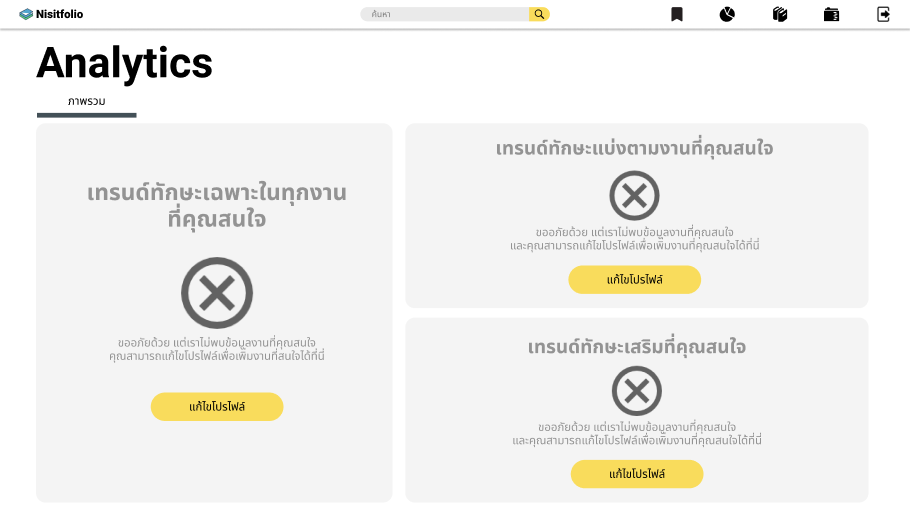 Nisitfolio
ค้นหา
Analytics
ภาพรวม
เทรนด์ทักษะเฉพาะในทุกงาน
ที่คุณสนใจ
ขออภัยด้วย แต่เราไม่พบข้อมูลงานที่คุณสนใจ
คุณสามารถแก้ไขโปรไฟล์เพื่อเพิ่มงานที่สนใจได้ที่นี่
แก้ไขโปรไฟล์
เทรนด์ทักษะแบ่งตามงานที่คุณสนใจ
ขออภัยด้วย แต่เราไม่พบข้อมูลงานที่คุณสนใจ
และคุณสามารถแก้ไขโปรไฟล์เพื่อเพิ่มงานที่คุณสนใจได้ที่นี่
แก้ไขโปรไฟล์
เทรนด์ทักษะเสริมที่คุณสนใจ
ขออภัยด้วย แต่เราไม่พบข้อมูลงานที่คุณสนใจ
และคุณสามารถแก้ไขโปรไฟล์เพื่อเพิ่มงานที่คุณสนใจได้ที่นี่
แก้ไขโปรไฟล์